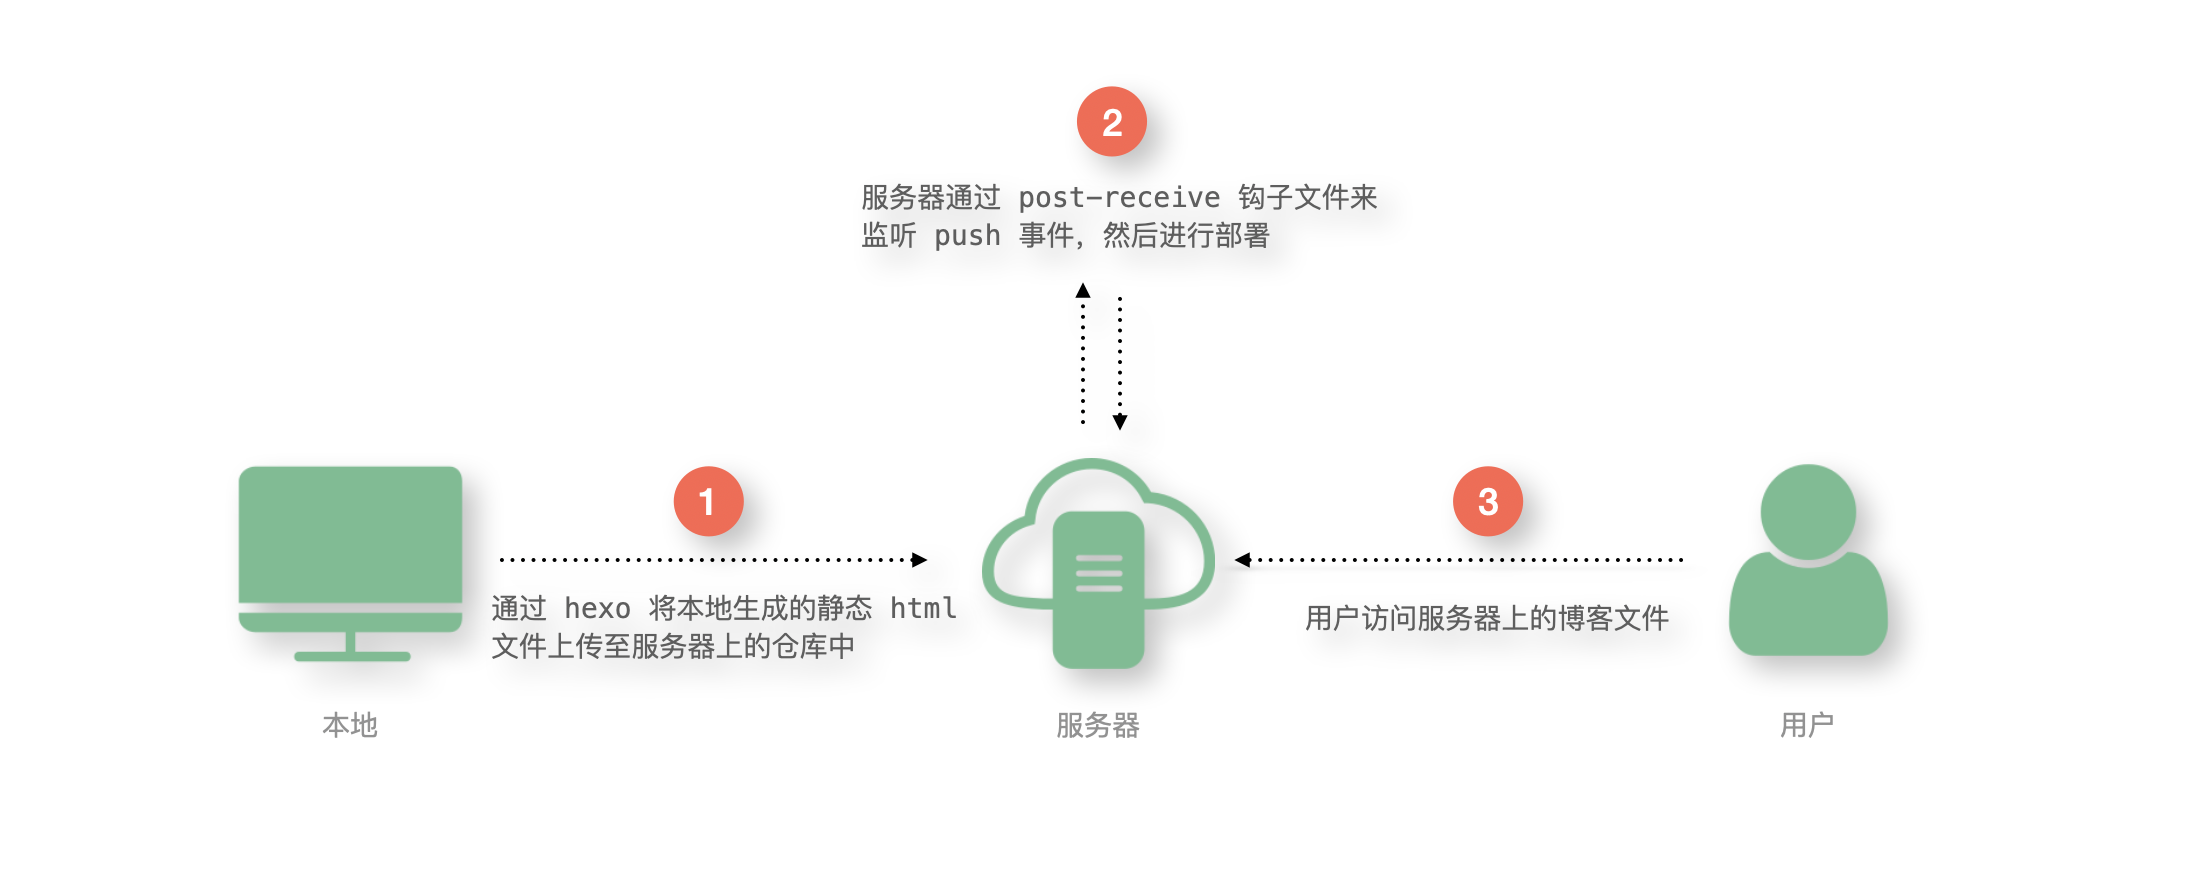 2
服务器通过 post-receive 钩子文件来
监听 push 事件，然后进行部署
1
通过 hexo 将本地生成的静态 html
文件上传至服务器上的仓库中
3
用户访问服务器上的博客文件
本地
服务器
用户